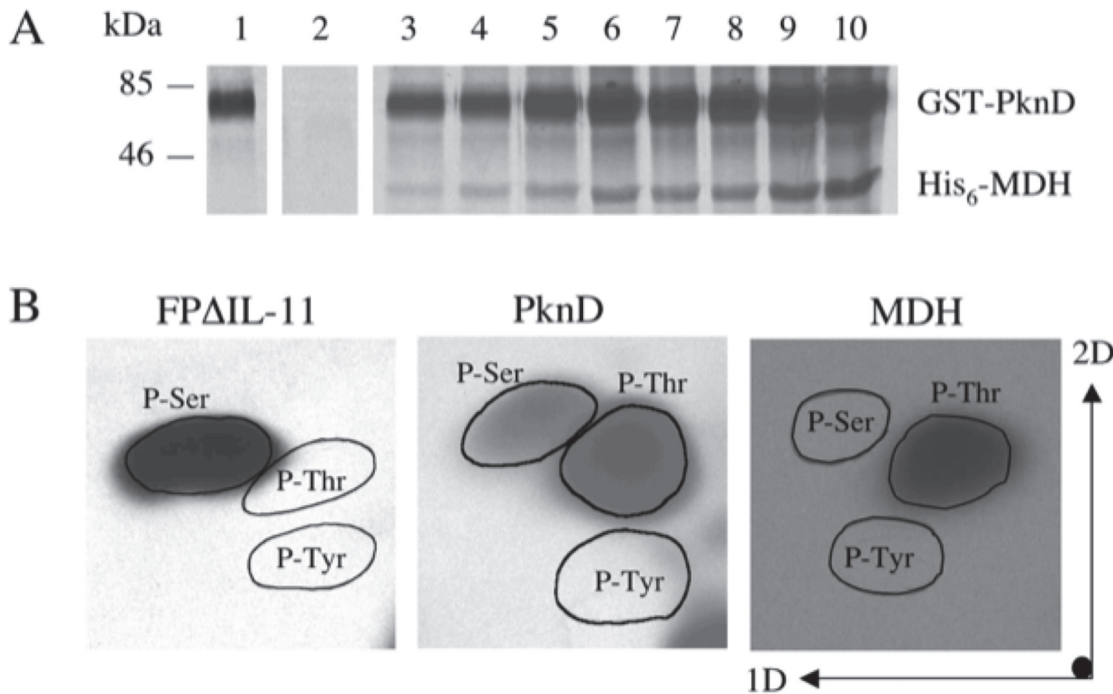 A kDa 1 2 3 4 5 6 7 8 9 10
85
GST-PknD
46
His6-MDH
B FPΔIL-11 PknD MDH
P-Ser
P-Thr
P-Tyr
P-Ser
P-Thr
P-Tyr
P-Thr
P-Ser
P-Tyr
2D
1D